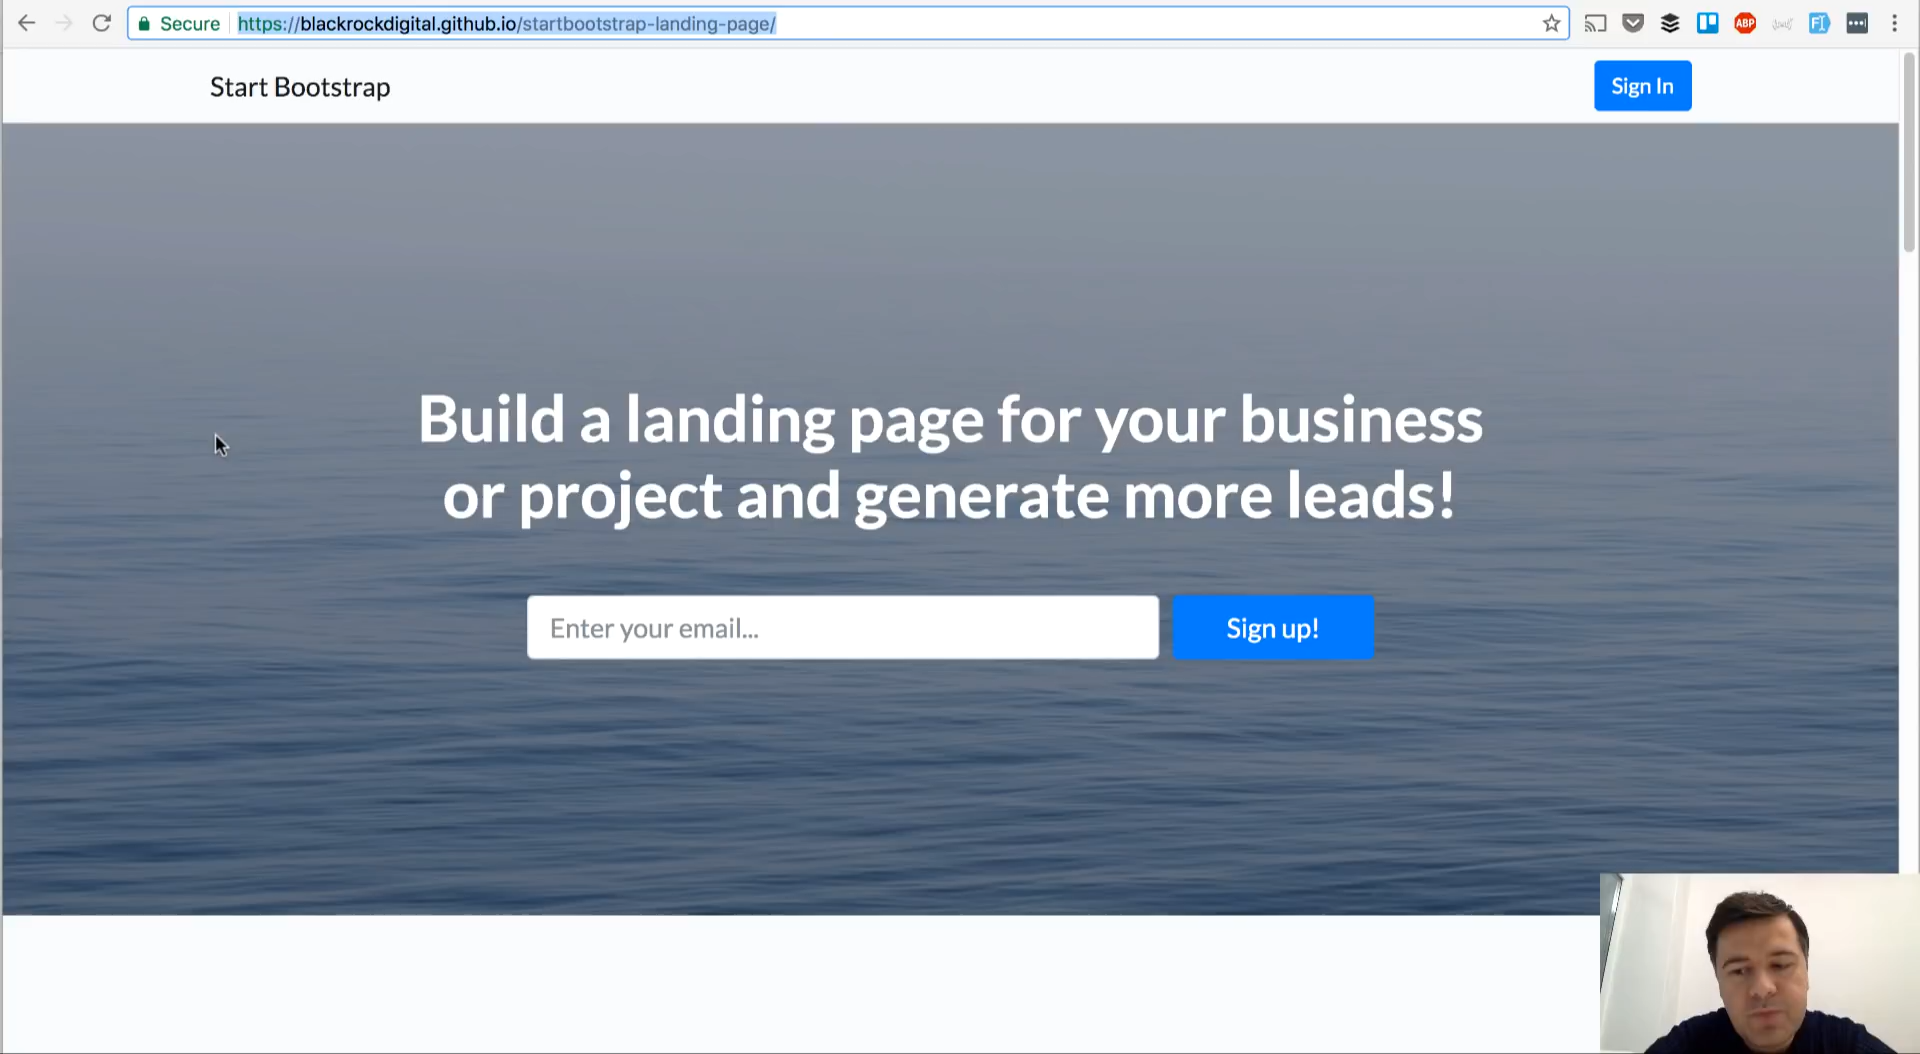 Secure https://blackrockdigital.github.io/startbootstrap-landing-page/
ABP
Start Bootstrap
Sign In
Build a landing page for your business
or project and generate more leads!
Enter your email...
Sign up!